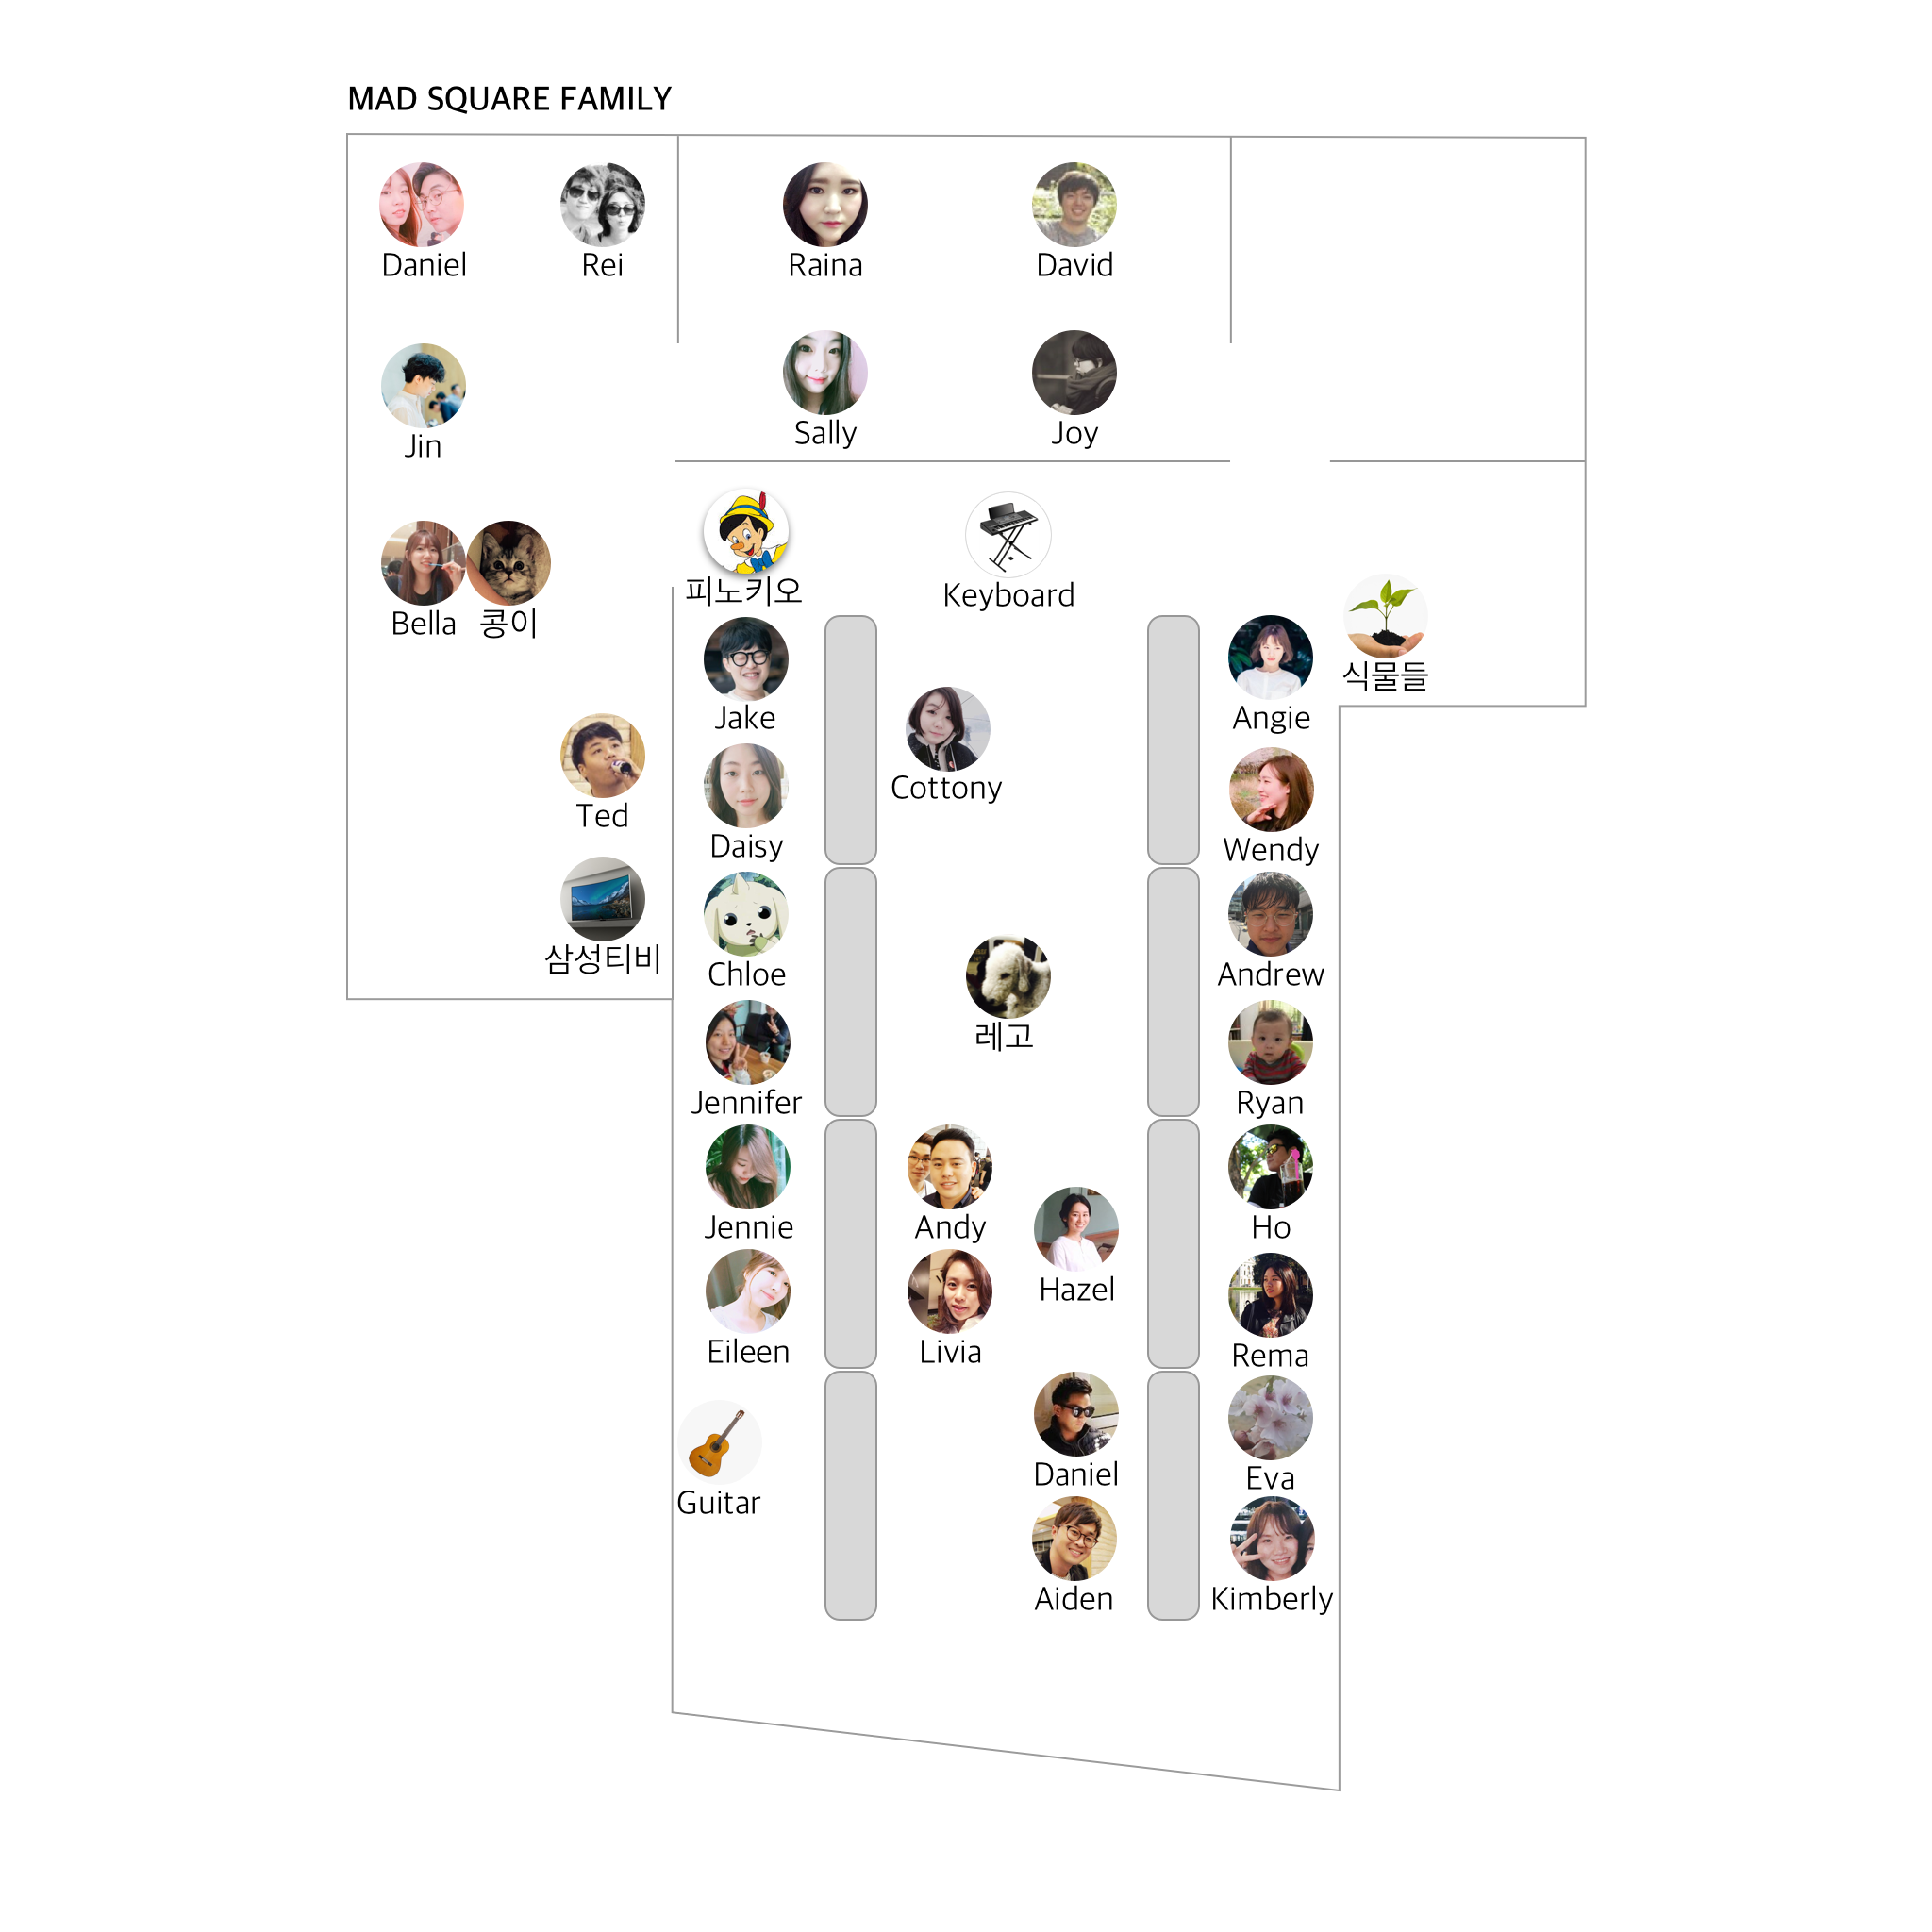 MAD SQUARE FAMILY
Daniel
Rei
Raina
David
Jin
Sally
Joy
Bella
콩이
피노키오
Keyboard
식물들
Jake
Cottony
Angie
Ted
Daisy
Wendy
삼성티비
Chloe
레고
Andrew
Jennifer
Ryan
Jennie
Andy
Hazel
Ho
Eileen
Livia
Rema
Guitar
Daniel
Eva
Aiden
Kimberly